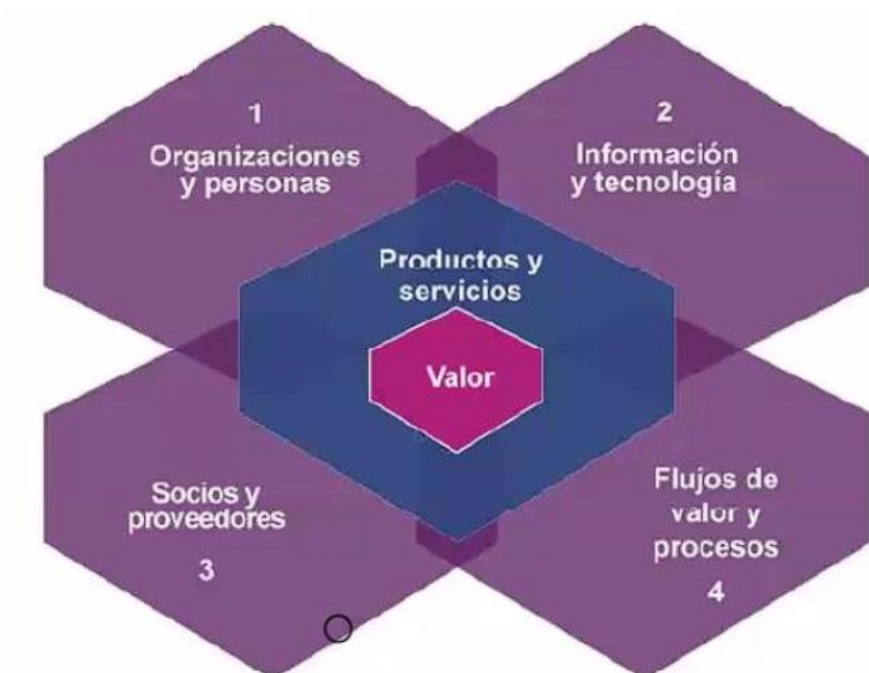 1
Organizaciones
y personas
2
Información
y tecnología
Productos y
servicios
Valor
Socios y
proveedores
3
Flujos de
valor y
procesos
4